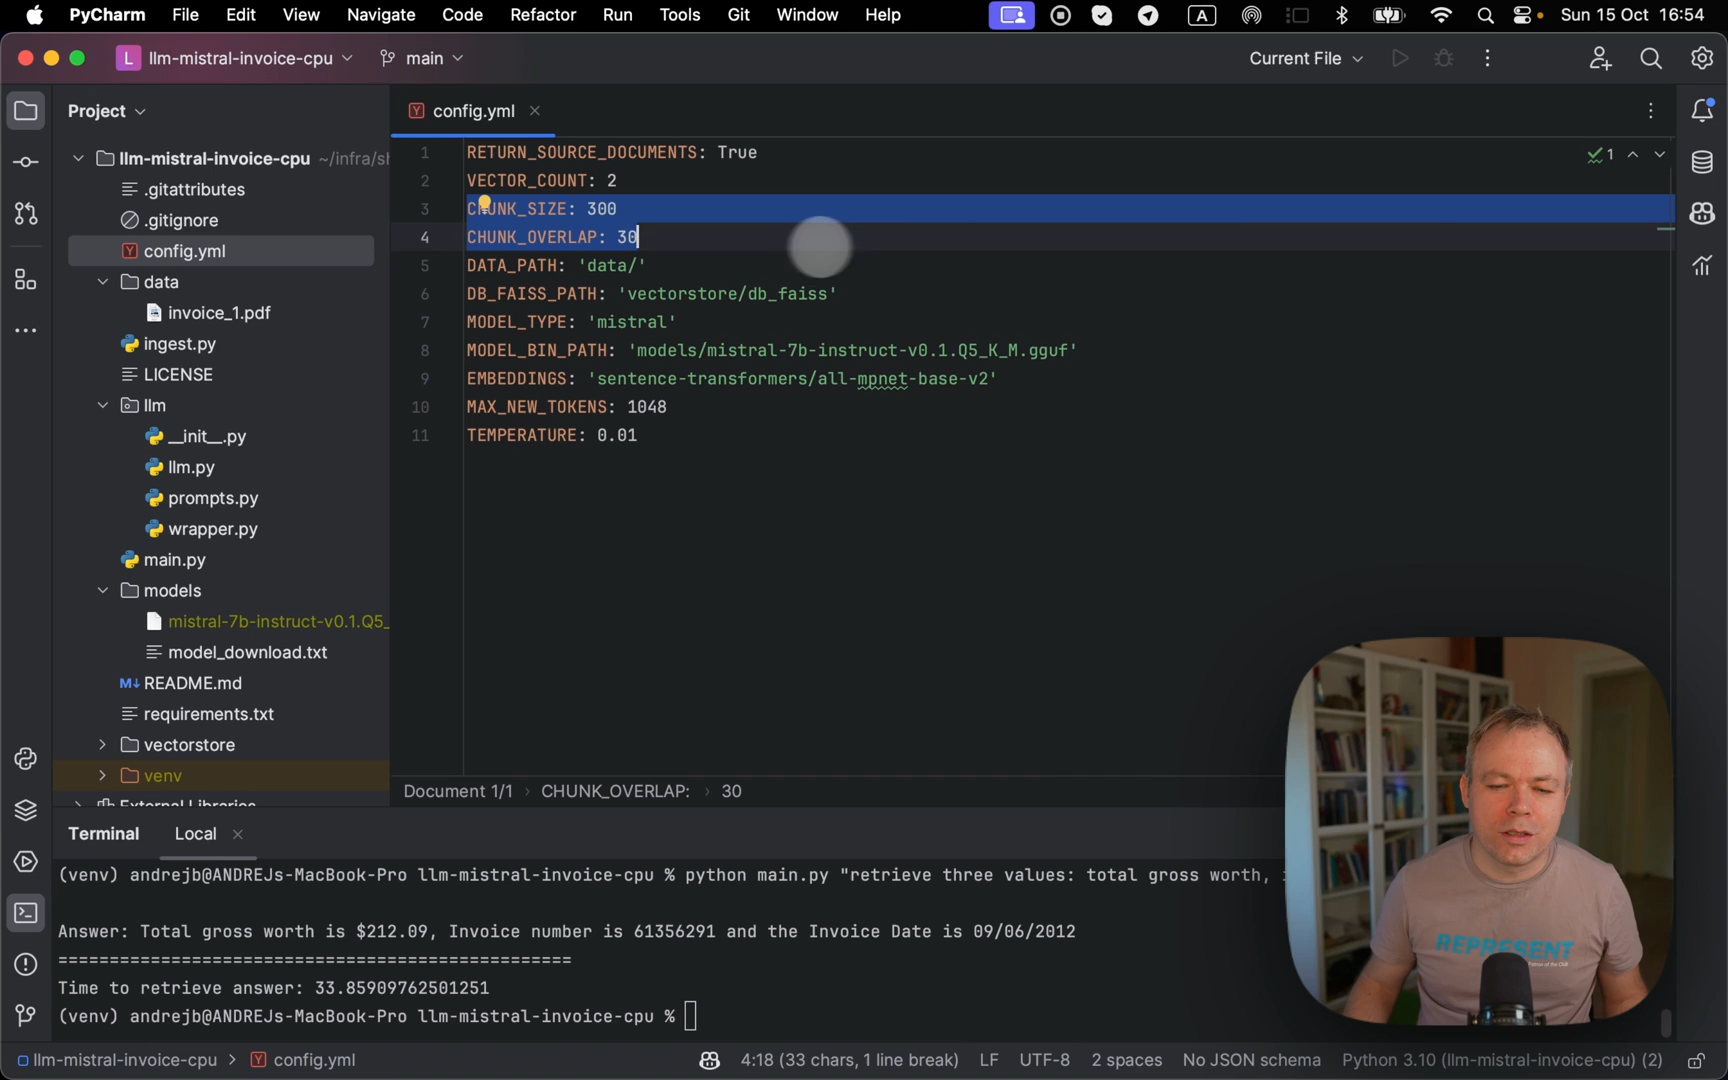 PyCharm File Edit View Navigate Code Refactor Run Tools Git Window Help A Sun 15 Oct 16:54
L llm-mistral-invoice-cpu main Current File
Project
config.yml
llm-mistral-invoice-cpu ~/infra/sh
.gitattributes
.gitignore
config.yml
data
invoice_1.pdf
ingest.py
LICENSE
llm
__init__.py
llm.py
prompts.py
wrapper.py
main.py
models
mistral-7b-instruct-v0.1.Q5_
model_download.txt
README.md
requirements.txt
vectorstore
venv
External Libraries
1 RETURN_SOURCE_DOCUMENTS: True
2 VECTOR_COUNT: 2
3 CHUNK_SIZE: 300
4 CHUNK_OVERLAP: 30
5 DATA_PATH: 'data/'
6 DB_FAISS_PATH: 'vectorstore/db_faiss'
7 MODEL_TYPE: 'mistral'
8 MODEL_BIN_PATH: 'models/mistral-7b-instruct-v0.1.Q5_K_M.gguf'
9 EMBEDDINGS: 'sentence-transformers/all-mpnet-base-v2'
10 MAX_NEW_TOKENS: 1048
11 TEMPERATURE: 0.01
1
Document 1/1 › CHUNK_OVERLAP: › 30
Terminal Local
(venv) andrejb@ANDREJs-MacBook-Pro llm-mistral-invoice-cpu % python main.py "retrieve three values: total gross worth,
Answer: Total gross worth is $212.09, Invoice number is 61356291 and the Invoice Date is 09/06/2012
==================================================
Time to retrieve answer: 33.85909762501251
(venv) andrejb@ANDREJs-MacBook-Pro llm-mistral-invoice-cpu %
REPRESENT
llm-mistral-invoice-cpu > config.yml 4:18 (33 chars, 1 line break) LF UTF-8 2 spaces No JSON schema Python 3.10 (llm-mistral-invoice-cpu) (2)